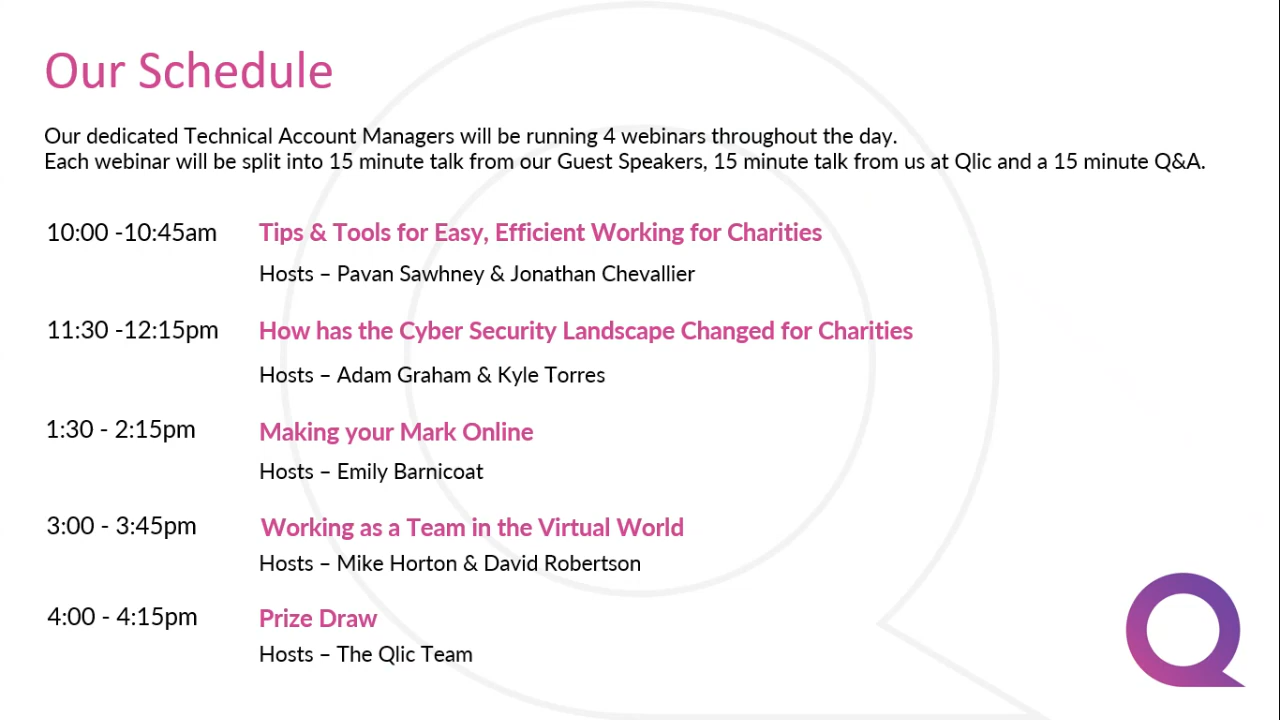 Our Schedule
Our dedicated Technical Account Managers will be running 4 webinars throughout the day.
Each webinar will be split into 15 minute talk from our Guest Speakers, 15 minute talk from us at Qlic and a 15 minute Q&A.
10:00 -10:45am Tips & Tools for Easy, Efficient Working for Charities
Hosts – Pavan Sawhney & Jonathan Chevallier
11:30 -12:15pm How has the Cyber Security Landscape Changed for Charities
Hosts – Adam Graham & Kyle Torres
1:30 - 2:15pm Making your Mark Online
Hosts – Emily Barnicoat
3:00 - 3:45pm Working as a Team in the Virtual World
Hosts – Mike Horton & David Robertson
4:00 - 4:15pm Prize Draw
Hosts – The Qlic Team